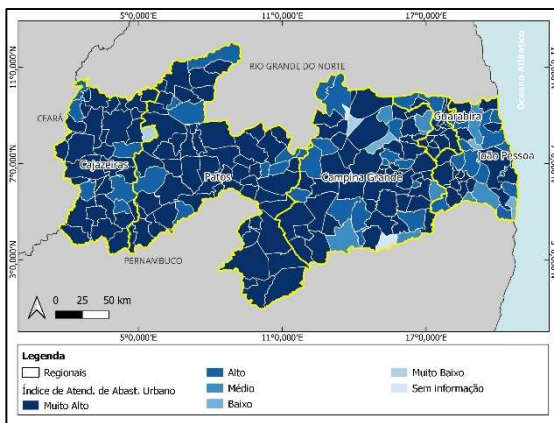 5°0,000'E 11°0,000'E 17°0,000'E
11°0,000'N
RIO GRANDE DO NORTE
Oceano Atlântico
CEARÁ
Guarabira
João Pessoa
7°0,000'N
Cajazeiras
Patos
Campina Grande
3°0,000'N
PERNAMBUCO
0 25 50 km
5°0,000'E 11°0,000'E 17°0,000'E
Legenda
Regionais
Índice de Atend. de Abast. Urbano
Muito Alto
Alto
Médio
Baixo
Muito Baixo
Sem informação